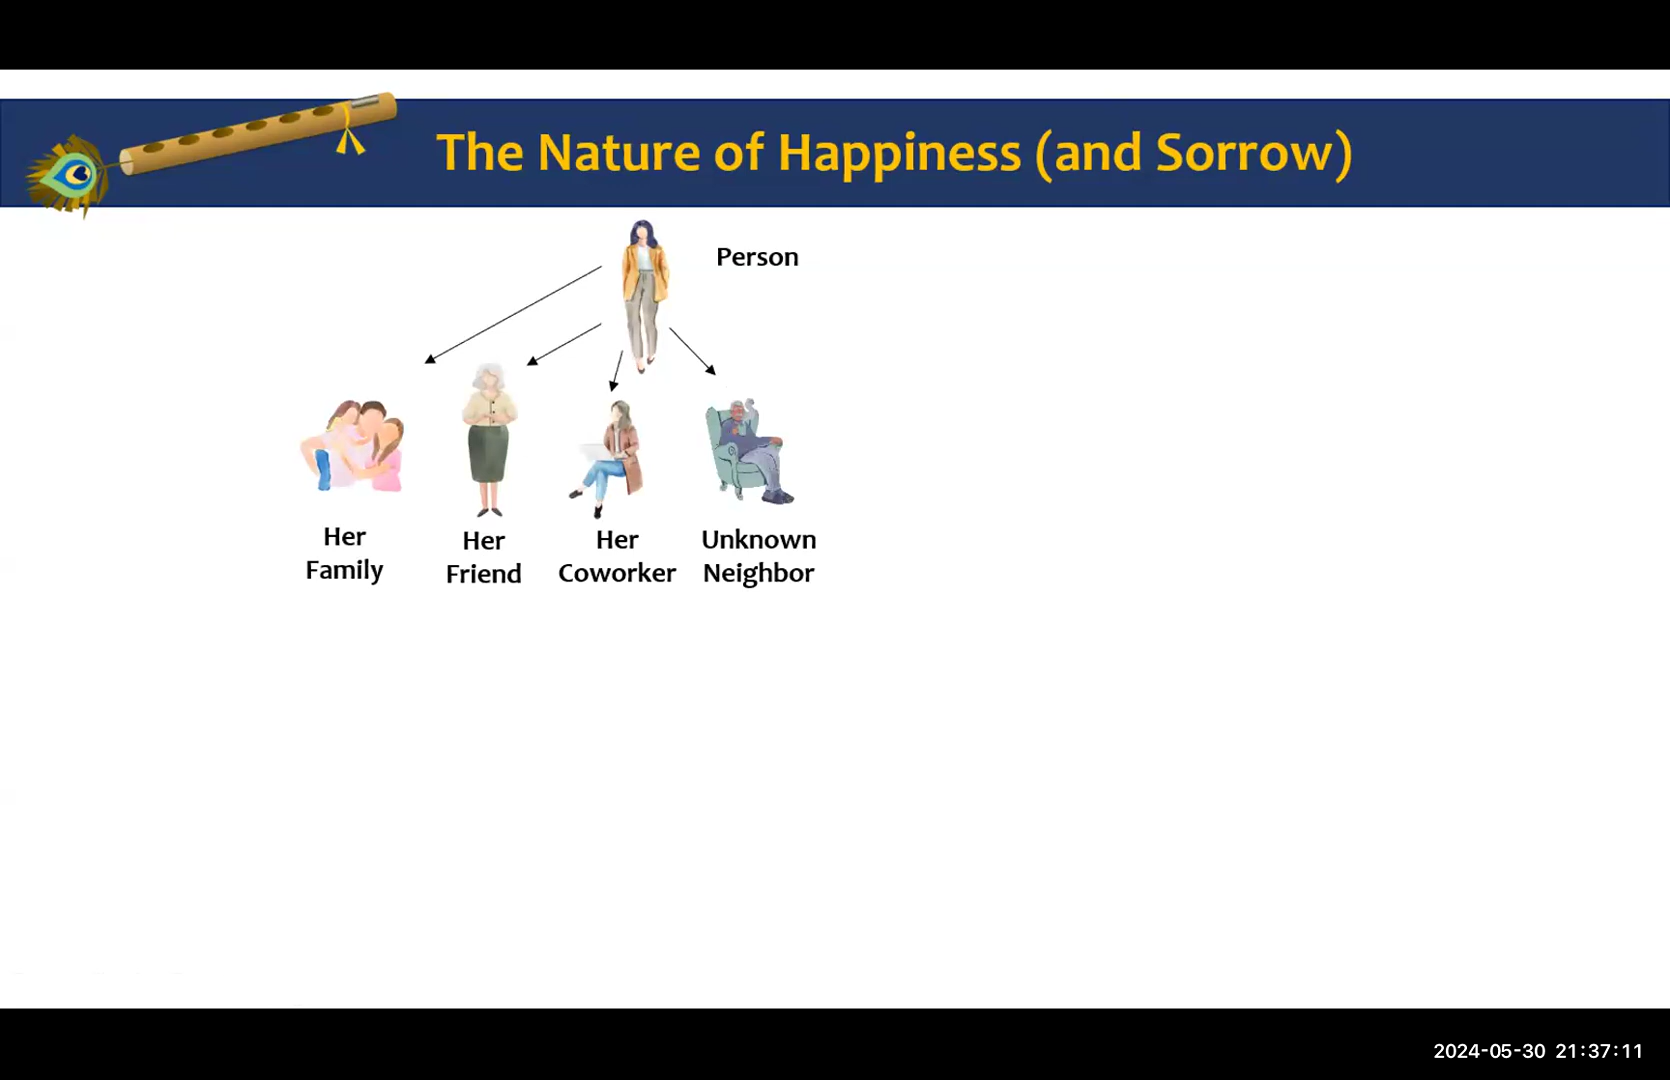 The Nature of Happiness (and Sorrow)
Person
Her
Family
Her
Friend
Her
Coworker
Unknown
Neighbor
2024-05-30 21:37:11